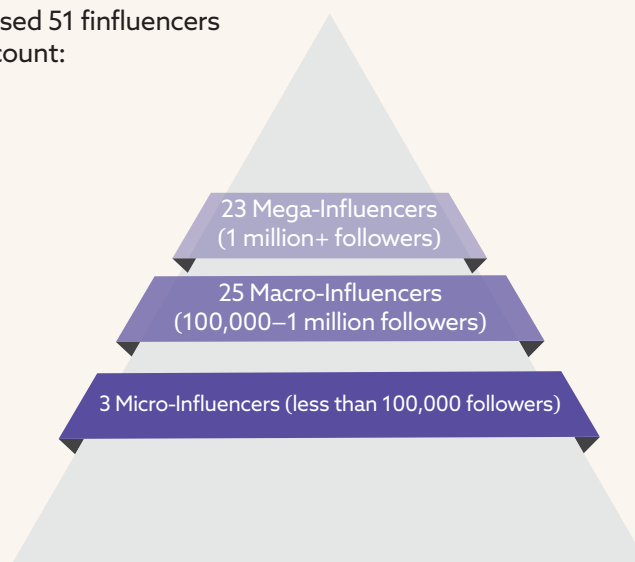 sed 51 finfluencers
count:
23 Mega-Influencers
(1 million+ followers)
25 Macro-Influencers
(100,000–1 million followers)
3 Micro-Influencers (less than 100,000 followers)